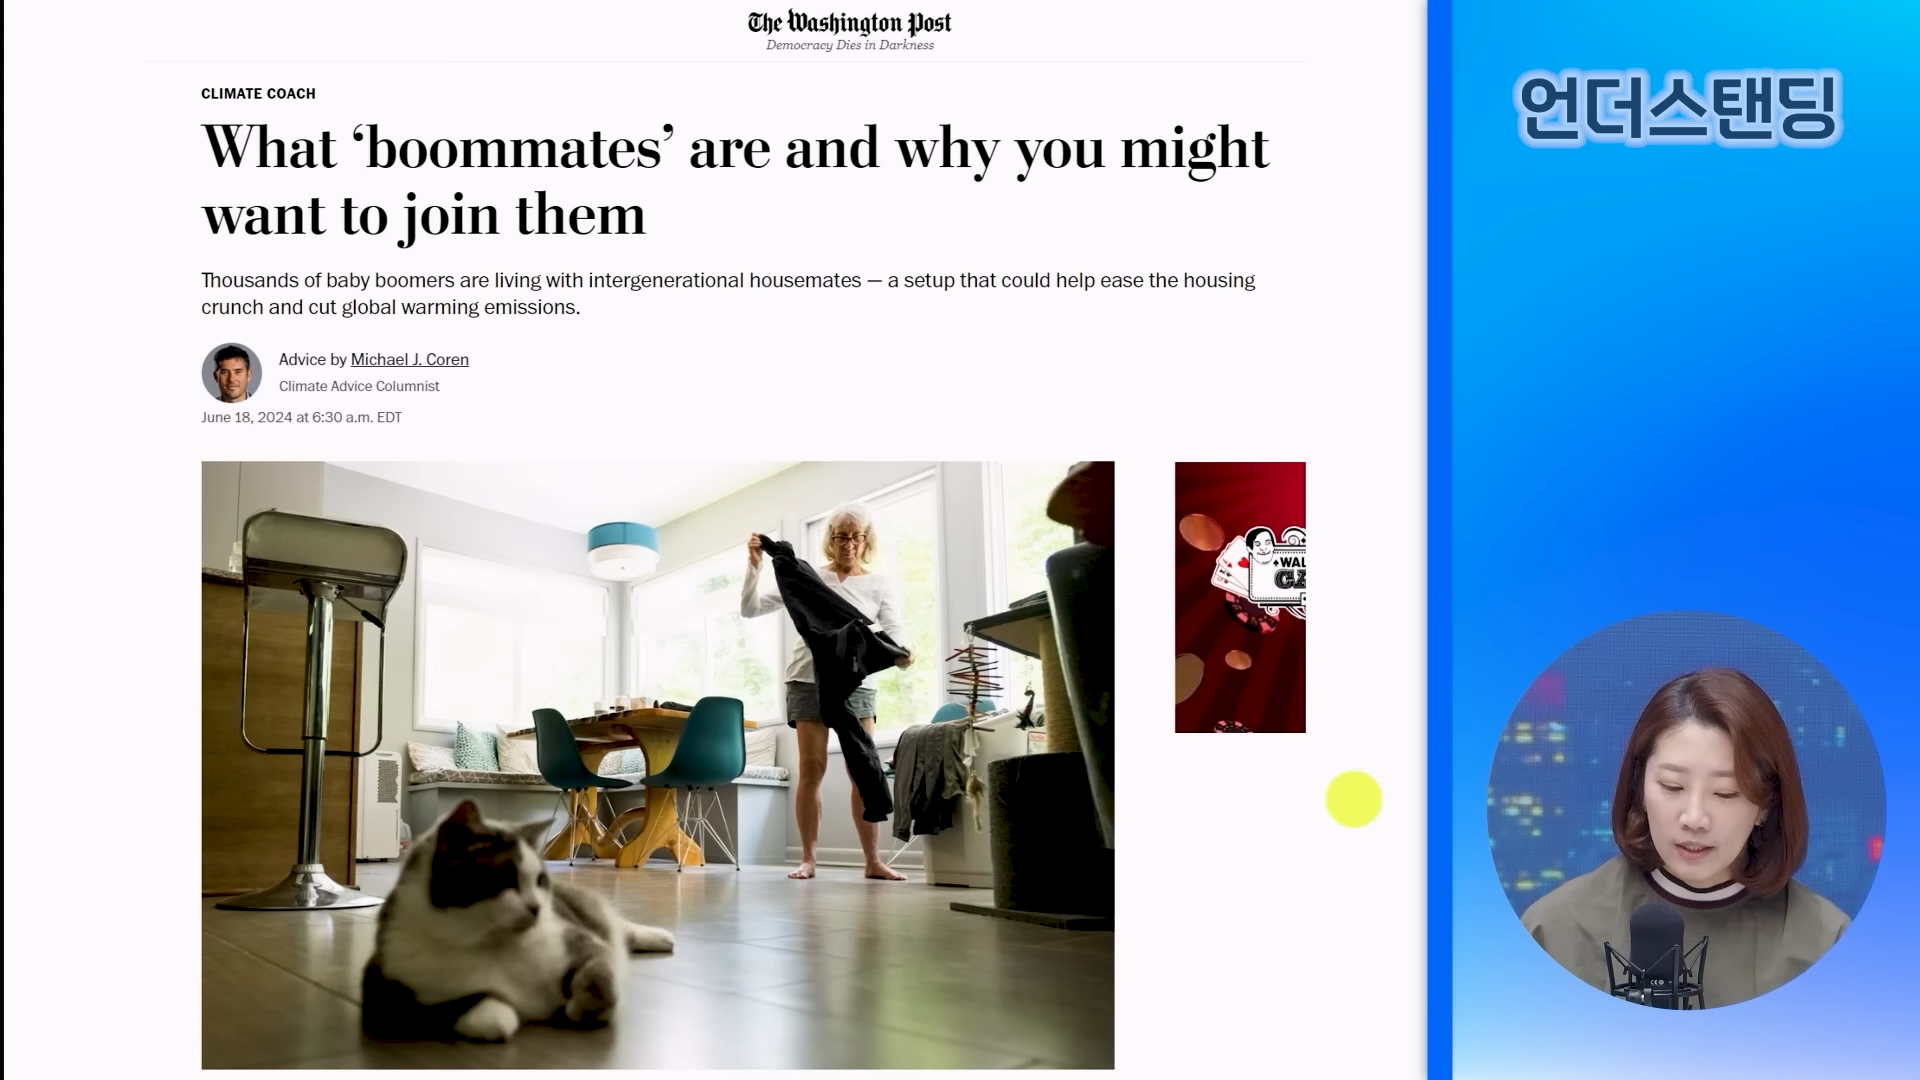 The Washington Post
Democracy Dies in Darkness
CLIMATE COACH
What ‘boommates’ are and why you might
want to join them
Thousands of baby boomers are living with intergenerational housemates — a setup that could help ease the housing
crunch and cut global warming emissions.
Advice by Michael J. Coren
Climate Advice Columnist
June 18, 2024 at 6:30 a.m. EDT
WAL
CA
언더스탠딩